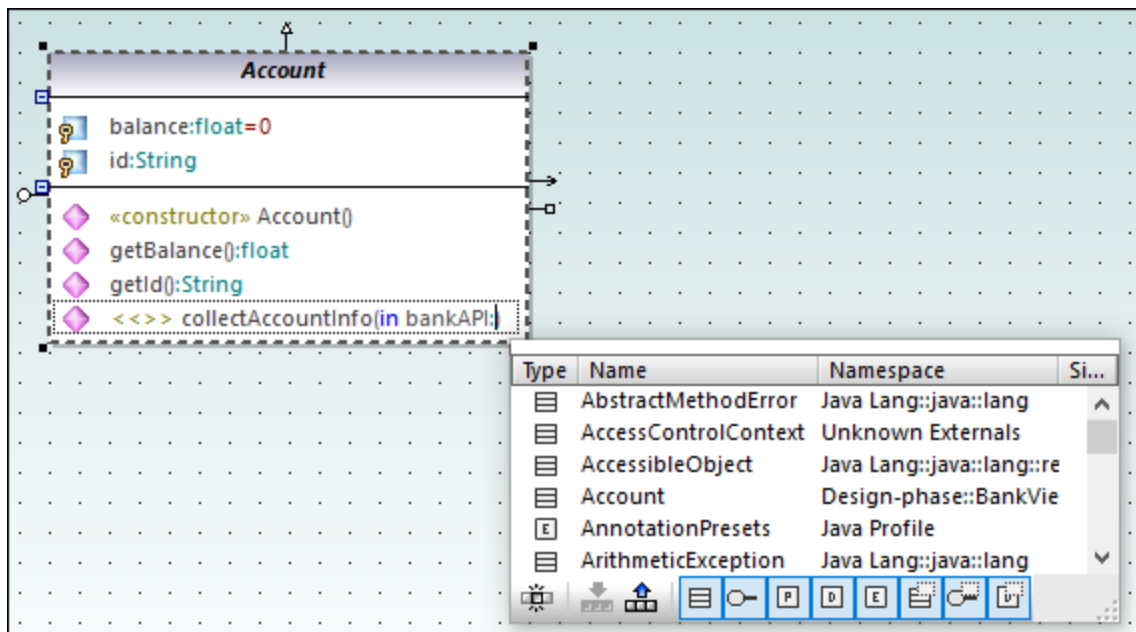 Account
balance:float=0
id:String
«constructor» Account()
getBalance():float
getId():String
<<>> collectAccountInfo(in bankAPI:)
Type Name Namespace Si...
AbstractMethodError Java Lang::java::lang
AccessControlContext Unknown Externals
AccessibleObject Java Lang::java::lang::re
Account Design-phase::BankVie
E AnnotationPresets Java Profile
ArithmeticException Java Lang::java::lang
P D E